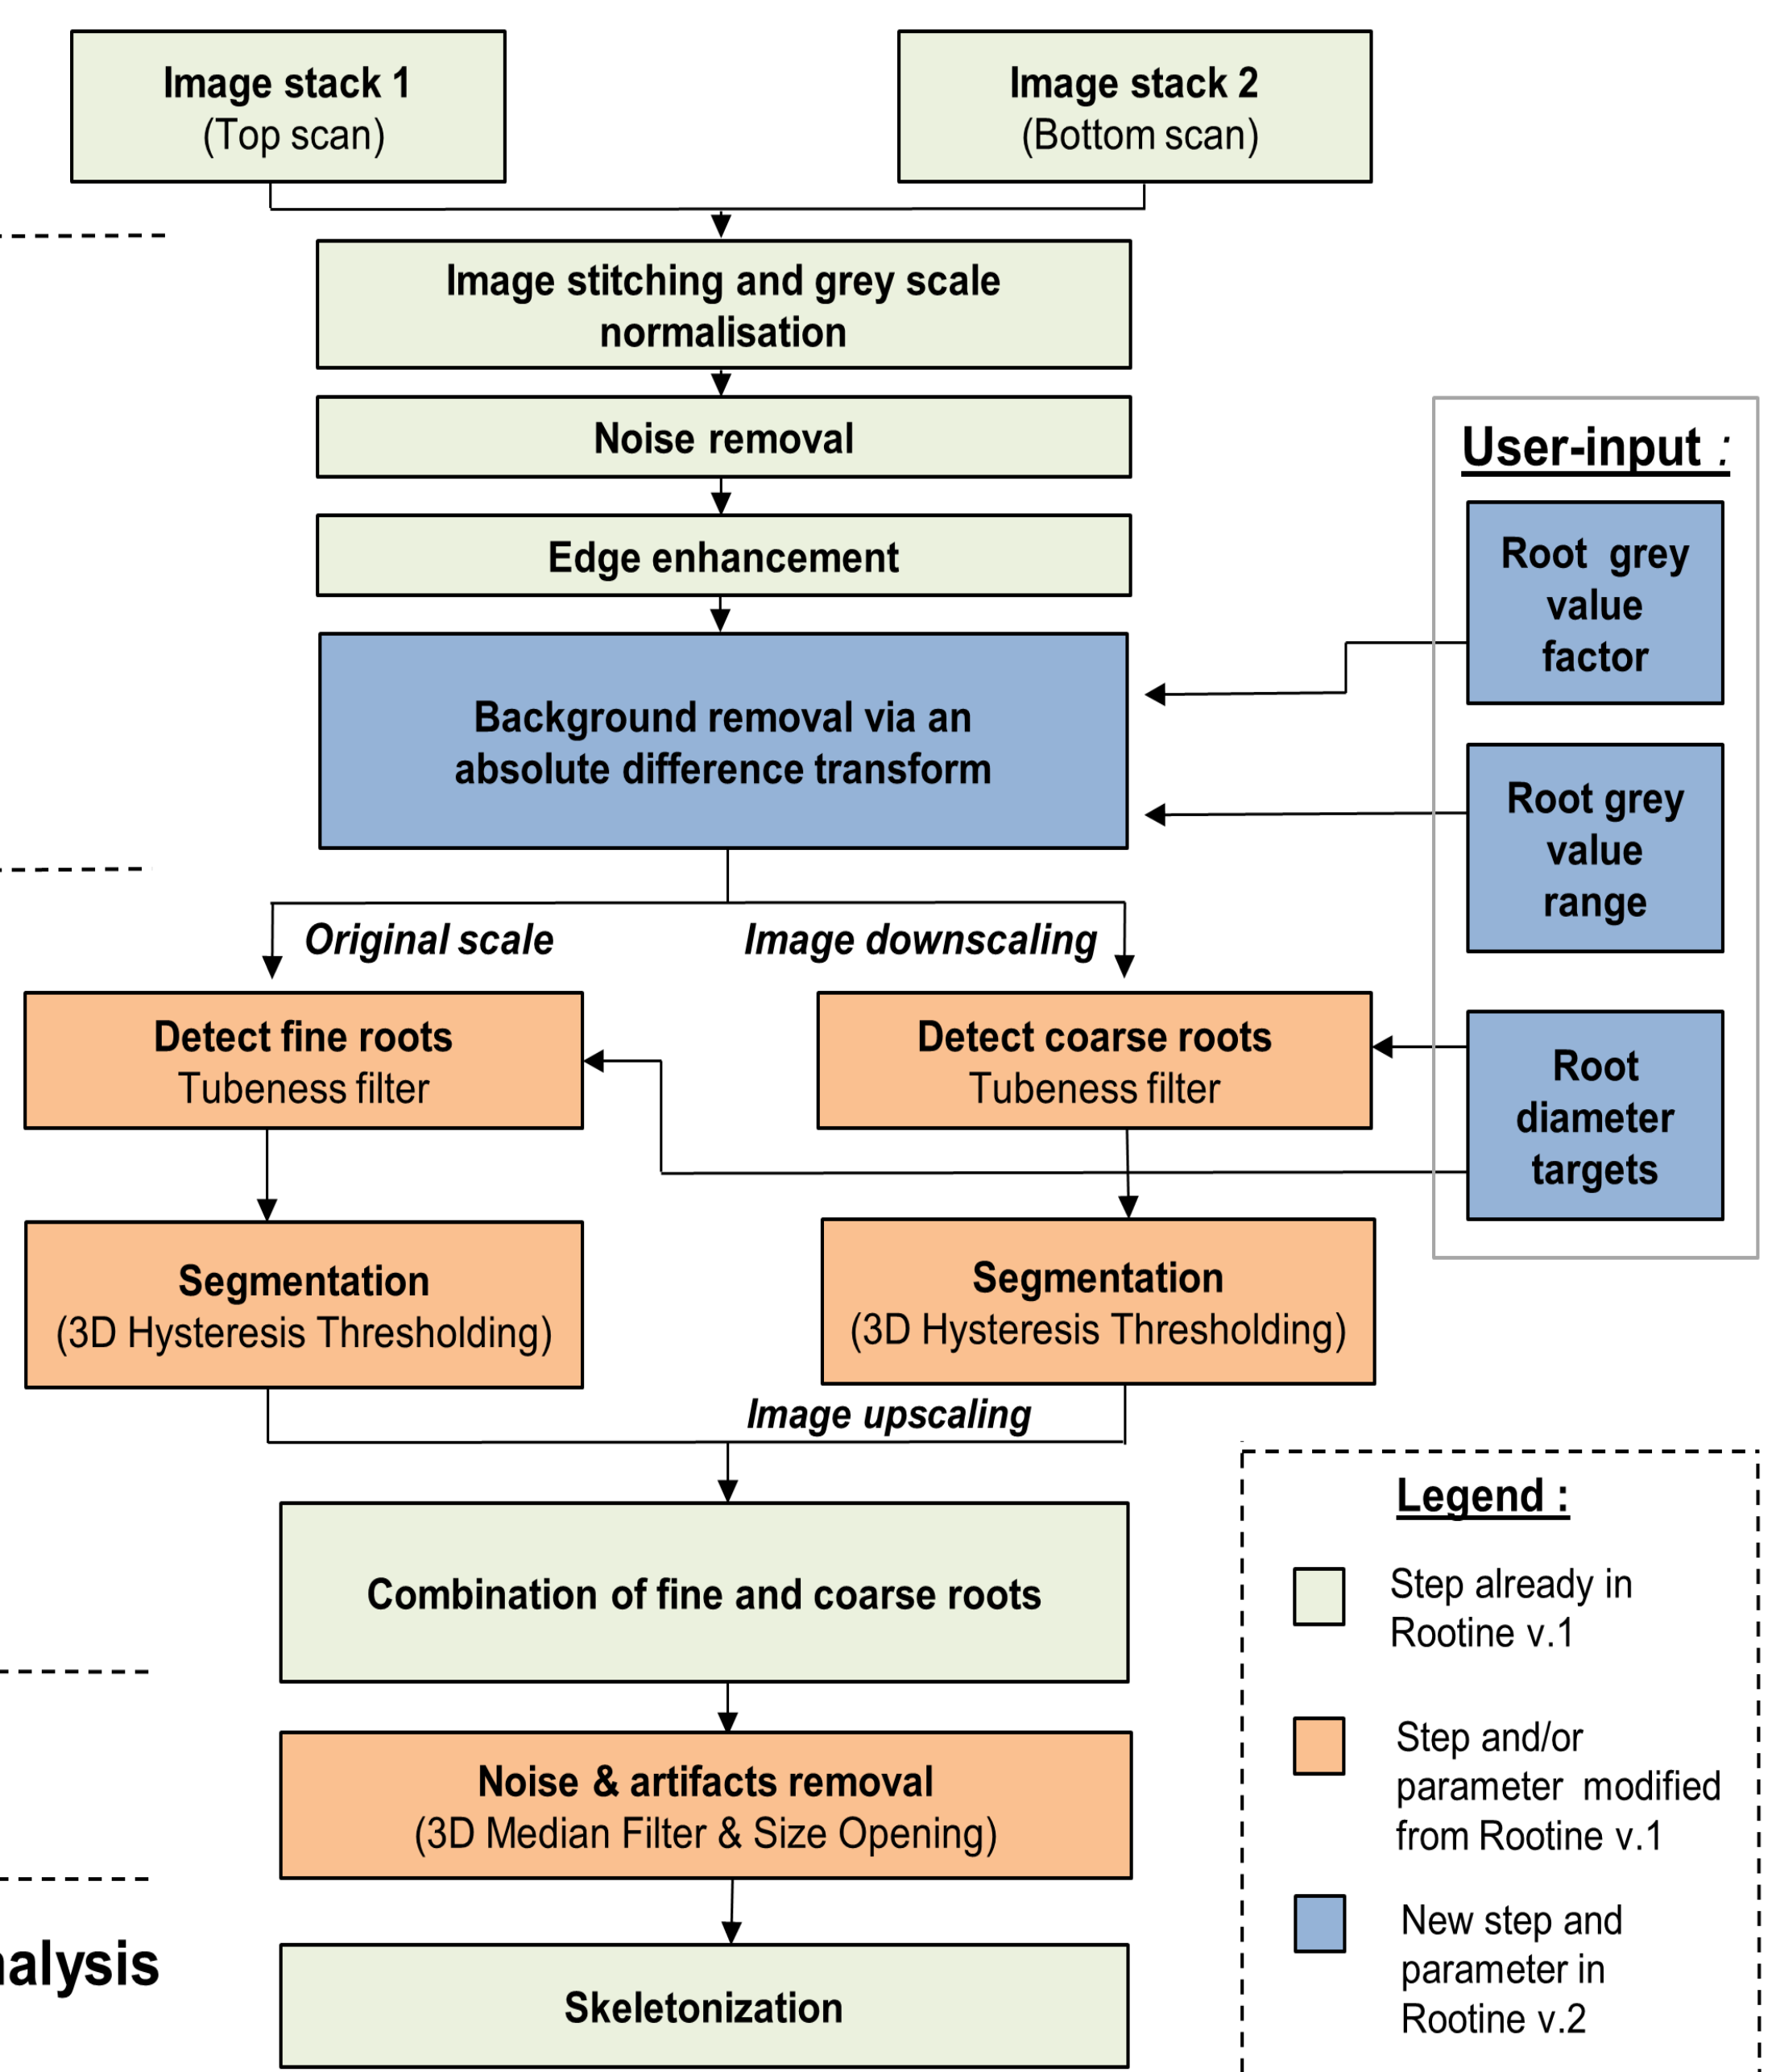 Image stack 1
(Top scan)
Image stack 2
(Bottom scan)
Image stitching and grey scale
normalisation
Noise removal
Edge enhancement
Background removal via an
absolute difference transform
User-input :
Root grey
value
factor
Root grey
value
range
Root
diameter
targets
Original scale
Image downscaling
Detect fine roots
Tubeness filter
Detect coarse roots
Tubeness filter
Segmentation
(3D Hysteresis Thresholding)
Segmentation
(3D Hysteresis Thresholding)
Image upscaling
Combination of fine and coarse roots
Noise & artifacts removal
(3D Median Filter & Size Opening)
Skeletonization
Legend :
Step already in
Rootine v.1
Step and/or
parameter modified
from Rootine v.1
New step and
parameter in
Rootine v.2